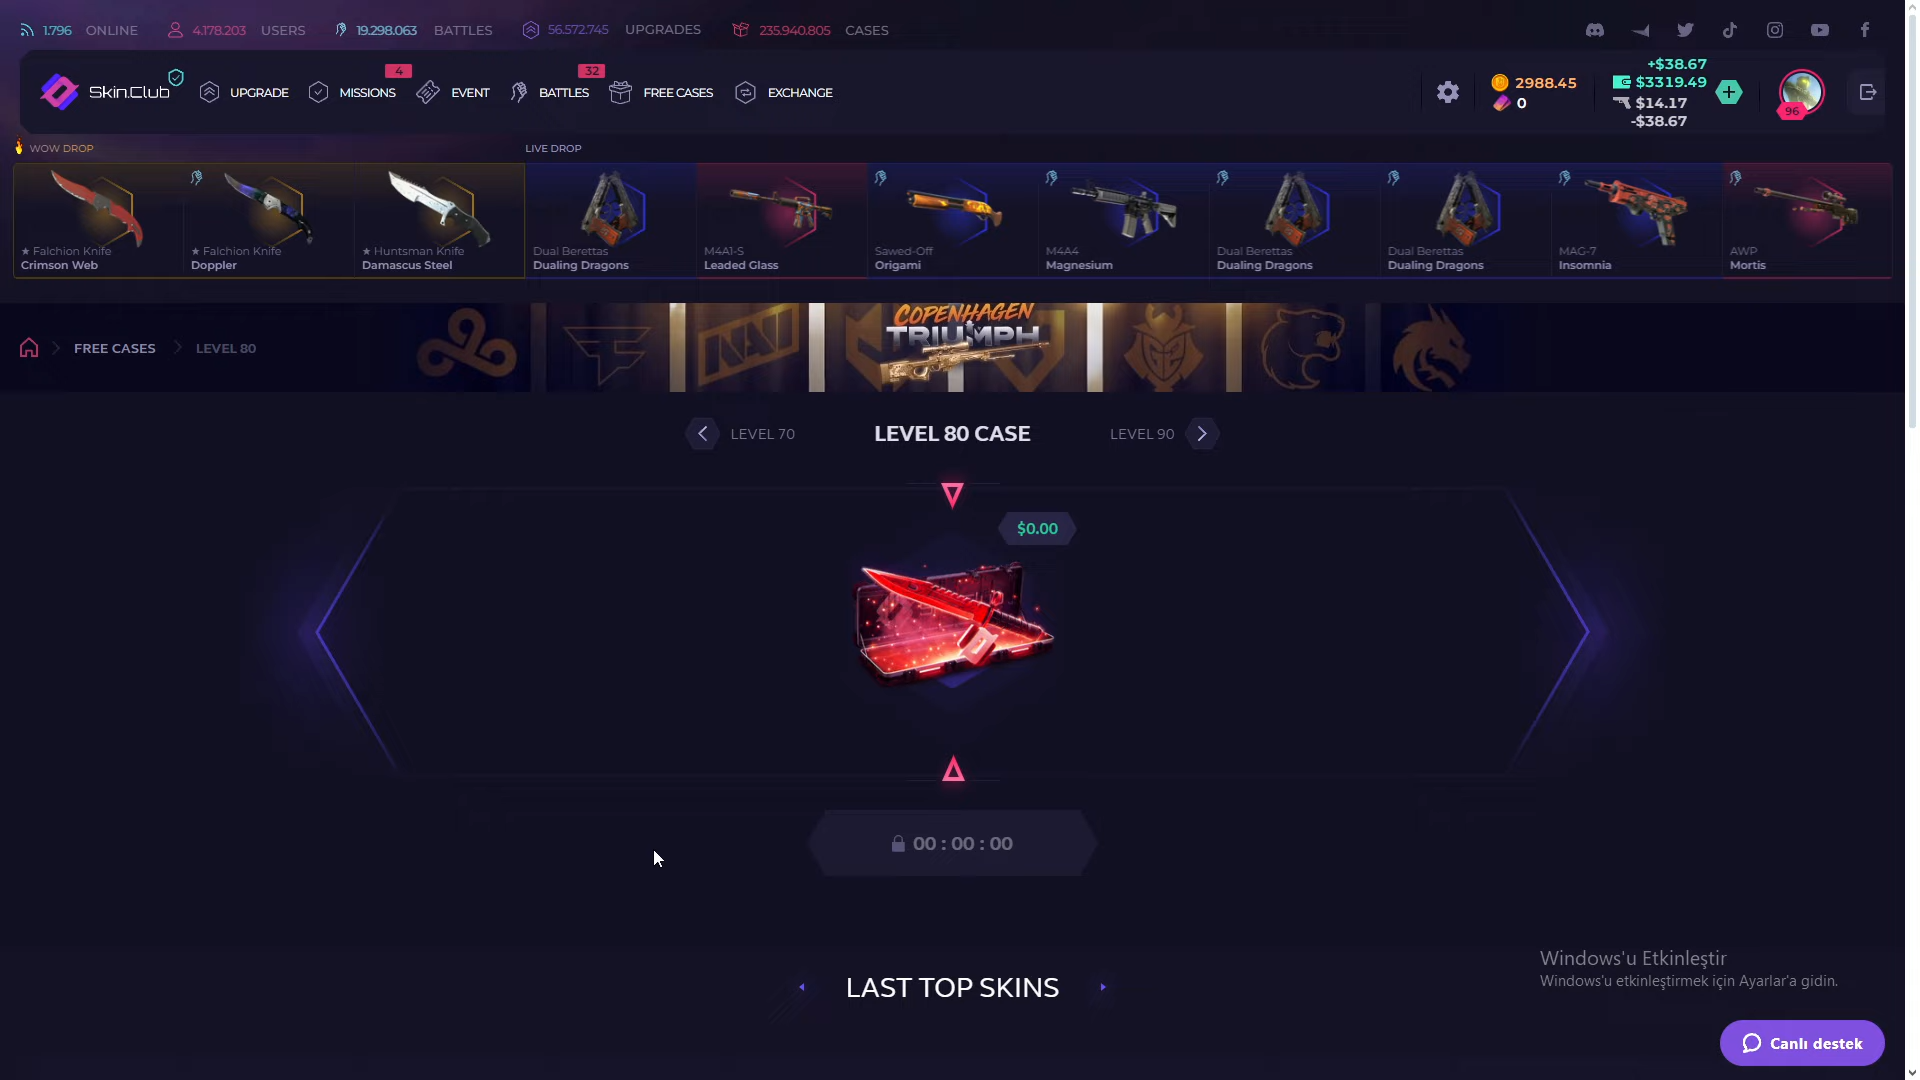 1.796 ONLINE 4.178.203 USERS 19.298.063 BATTLES 56.572.745 UPGRADES 235.940.805 CASES
Skin.Club UPGRADE 4 MISSIONS EVENT 32 BATTLES FREE CASES EXCHANGE
2988.45
0
+$38.67
$3319.49
$14.17
-$38.67
96
WOW DROP LIVE DROP
★ Falchion Knife
Crimson Web
★ Falchion Knife
Doppler
★ Huntsman Knife
Damascus Steel
Dual Berettas
Dualing Dragons
M4A1-S
Leaded Glass
Sawed-Off
Origami
M4A4
Magnesium
Dual Berettas
Dualing Dragons
Dual Berettas
Dualing Dragons
MAG-7
Insomnia
AWP
Mortis
FREE CASES LEVEL 80
COPENHAGEN
TRIUMPH
NAVI
G2
LEVEL 70 LEVEL 80 CASE LEVEL 90
$0.00
00 : 00 : 00
LAST TOP SKINS
Windows'u Etkinleştir
Windows'u etkinleştirmek için Ayarlar'a gidin.
Canlı destek